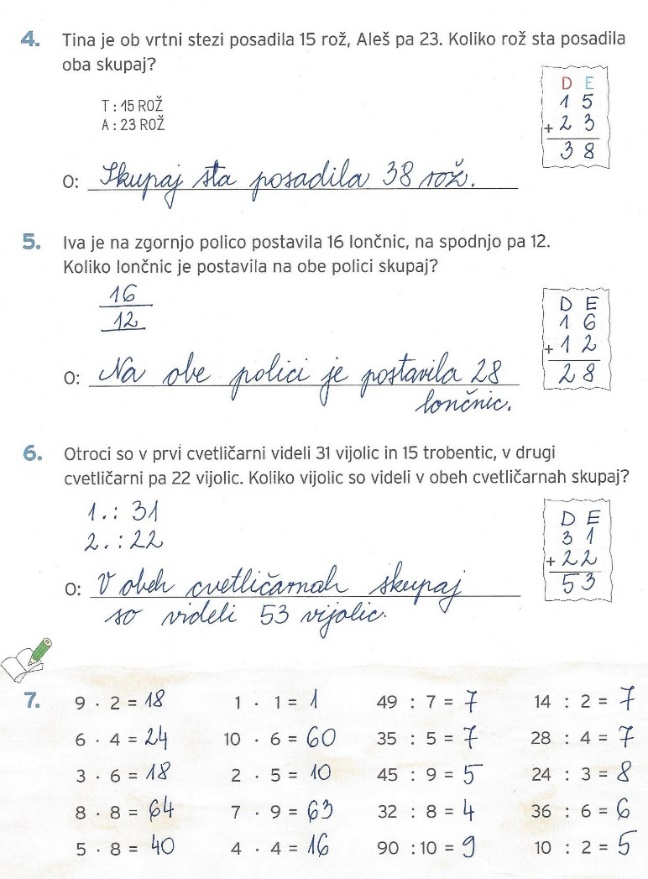 4. Tina je ob vrtni stezi posadila 15 rož, Aleš pa 23. Koliko rož sta posadila
oba skupaj?
T : 15 ROŽ
A : 23 ROŽ
D E
1 5
+ 2 3
3 8
O: Skupaj sta posadila 38 rož.
5. Iva je na zgornjo polico postavila 16 lončnic, na spodnjo pa 12.
Koliko lončnic je postavila na obe polici skupaj?
16
12
D E
1 6
+ 1 2
2 8
O: Na obe polici je postavila 28
lončnic.
6. Otroci so v prvi cvetličarni videli 31 vijolic in 15 trobentic, v drugi
cvetličarni pa 22 vijolic. Koliko vijolic so videli v obeh cvetličarnah skupaj?
1. : 31
2. : 22
D E
3 1
+ 2 2
5 3
O: V obeh cvetličarnah skupaj
so videli 53 vijolic.
7. 9 · 2 = 18 1 · 1 = 1 49 : 7 = 7 14 : 2 = 7
6 · 4 = 24 10 · 6 = 60 35 : 5 = 7 28 : 4 = 7
3 · 6 = 18 2 · 5 = 10 45 : 9 = 5 24 : 3 = 8
8 · 8 = 64 7 · 9 = 63 32 : 8 = 4 36 : 6 = 6
5 · 8 = 40 4 · 4 = 16 90 : 10 = 9 10 : 2 = 5